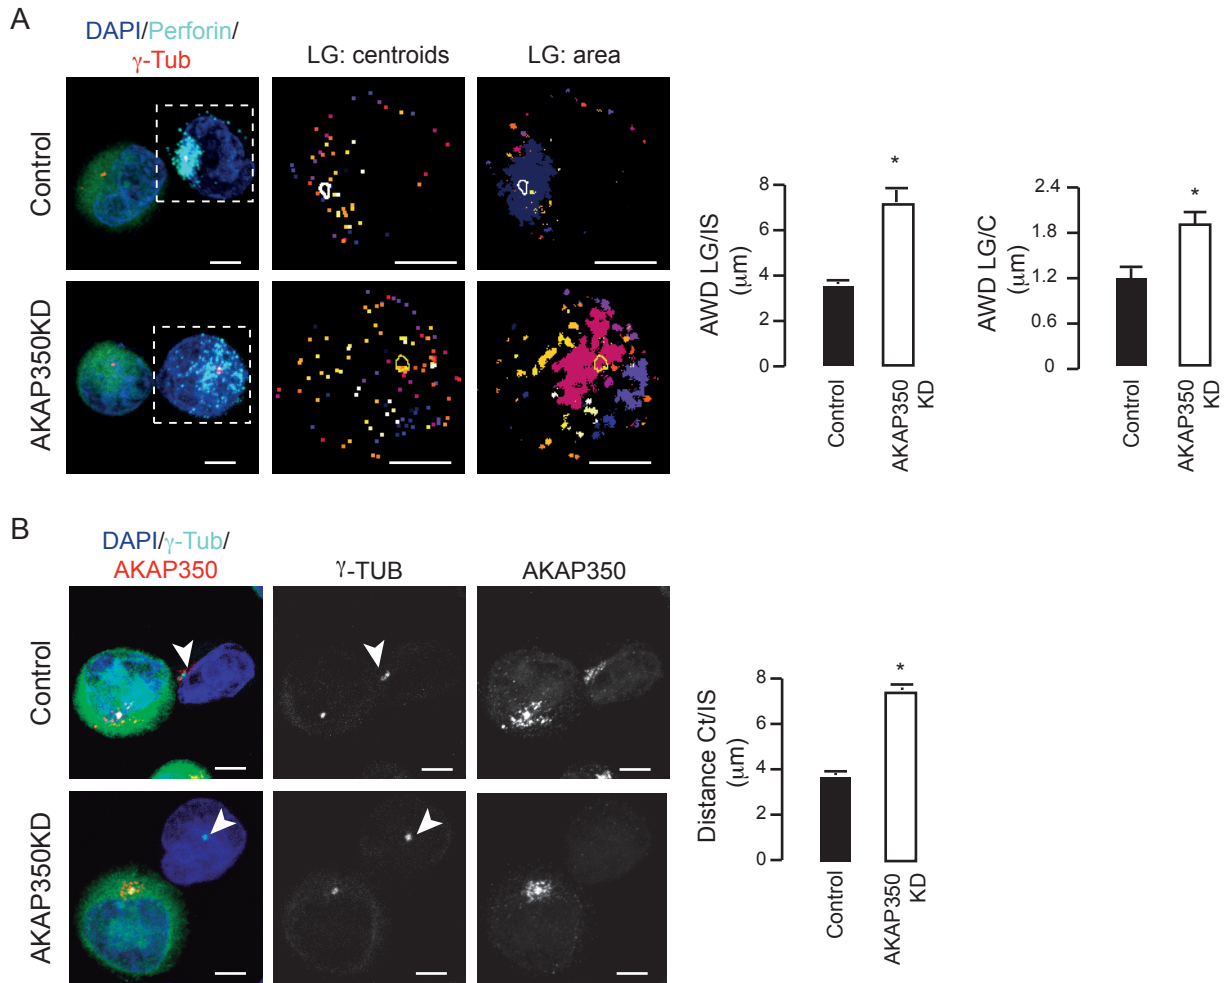 A
DAPI/Perforin/
γ-Tub
LG: centroids
LG: area
Control
AKAP350KD
AWD LG/IS
(μm)
8
6
4
2
0
*
Control
AKAP350
KD
AWD LG/C
(μm)
2.4
1.8
1.2
0.6
0
*
Control
AKAP350
KD
B
DAPI/γ-Tub/
AKAP350
γ-TUB
AKAP350
Control
AKAP350KD
Distance Ct/IS
(μm)
8
6
4
2
0
*
Control
AKAP350
KD